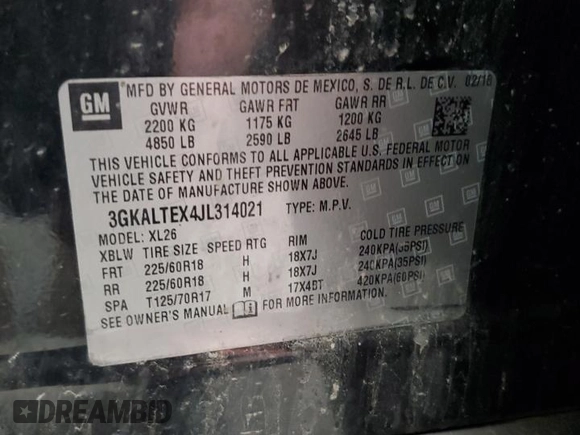 GM
MFD BY GENERAL MOTORS DE MEXICO, S. DE R.L. DE C.V. 02/18
GVWR GAWR FRT GAWR RR
2200 KG 1175 KG 1200 KG
4850 LB 2590 LB 2645 LB
THIS VEHICLE CONFORMS TO ALL APPLICABLE U.S. FEDERAL MOTOR
VEHICLE SAFETY AND THEFT PREVENTION STANDARDS IN EFFECT ON
THE DATE OF MANUFACTURE SHOWN ABOVE.
3GKALTEX4JL314021 TYPE: M.P.V.
MODEL: XL26
XBLW TIRE SIZE SPEED RTG RIM COLD TIRE PRESSURE
FRT 225/60R18 H 18X7J 240KPA(35PSI)
RR 225/60R18 H 18X7J 240KPA(35PSI)
SPA T125/70R17 M 17X4BT 420KPA(60PSI)
SEE OWNER'S MANUAL FOR MORE INFORMATION
DREAMBID